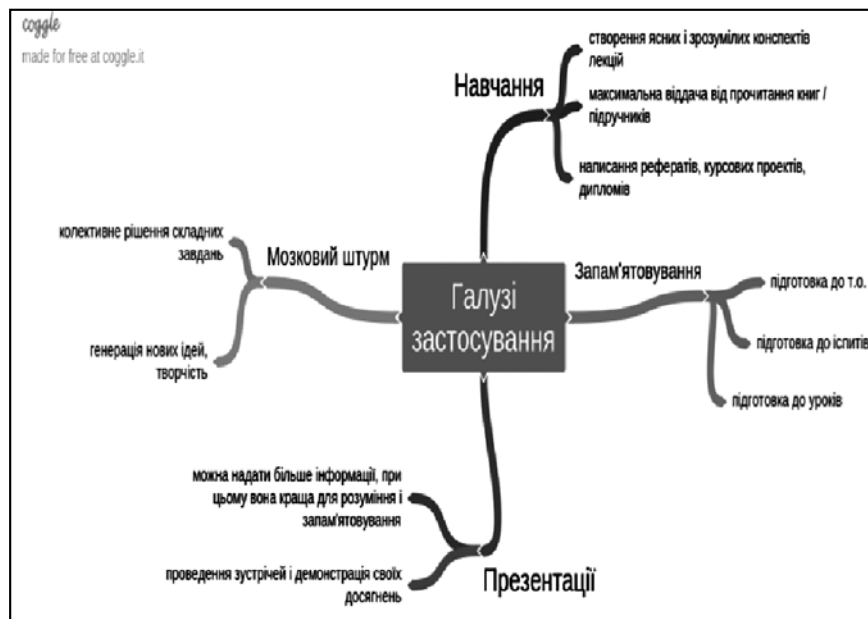 coggle
made for free at coggle.it
Навчання
створення ясних і зрозумілих конспектів
лекцій
максимальна віддача від прочитання книг /
підручників
написання рефератів, курсових проектів,
дипломів
Мозковий штурм
колективне рішення складних
завдань
генерація нових ідей,
творчість
Галузі
застосування
Запам'ятовування
підготовка до т.о.
підготовка до іспитів
підготовка до уроків
можна надати більше інформації, при
цьому вона краща для розуміння і
запам'ятовування
проведення зустрічей і демонстрація своїх
досягнень
Презентації